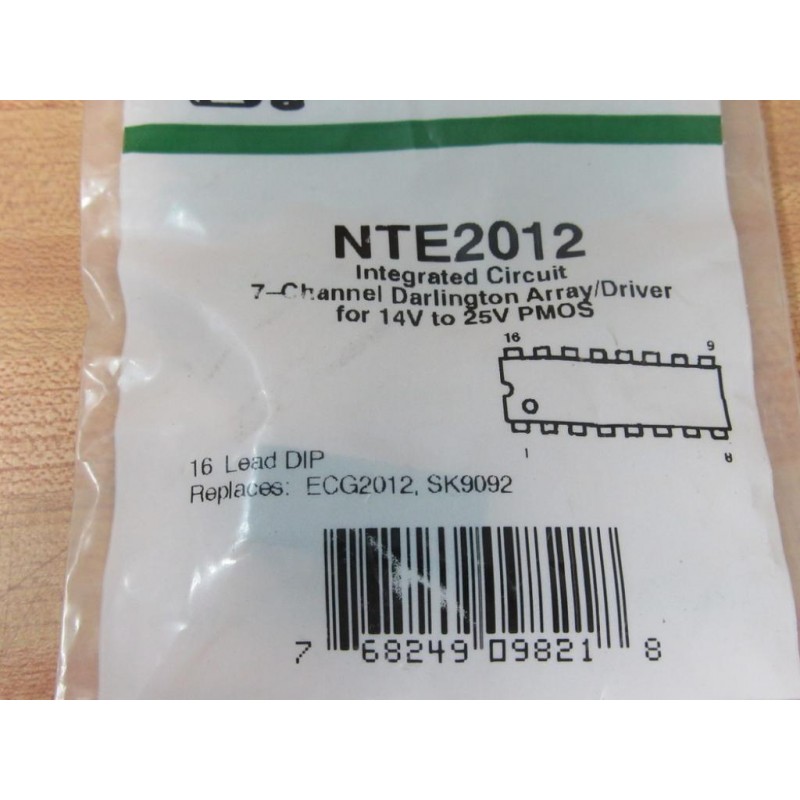 NTE2012
Integrated Circuit
7-Channel Darlington Array/Driver
for 14V to 25V PMOS
16 9
1 8
16 Lead DIP
Replaces: ECG2012, SK9092
7 68249 09821 8